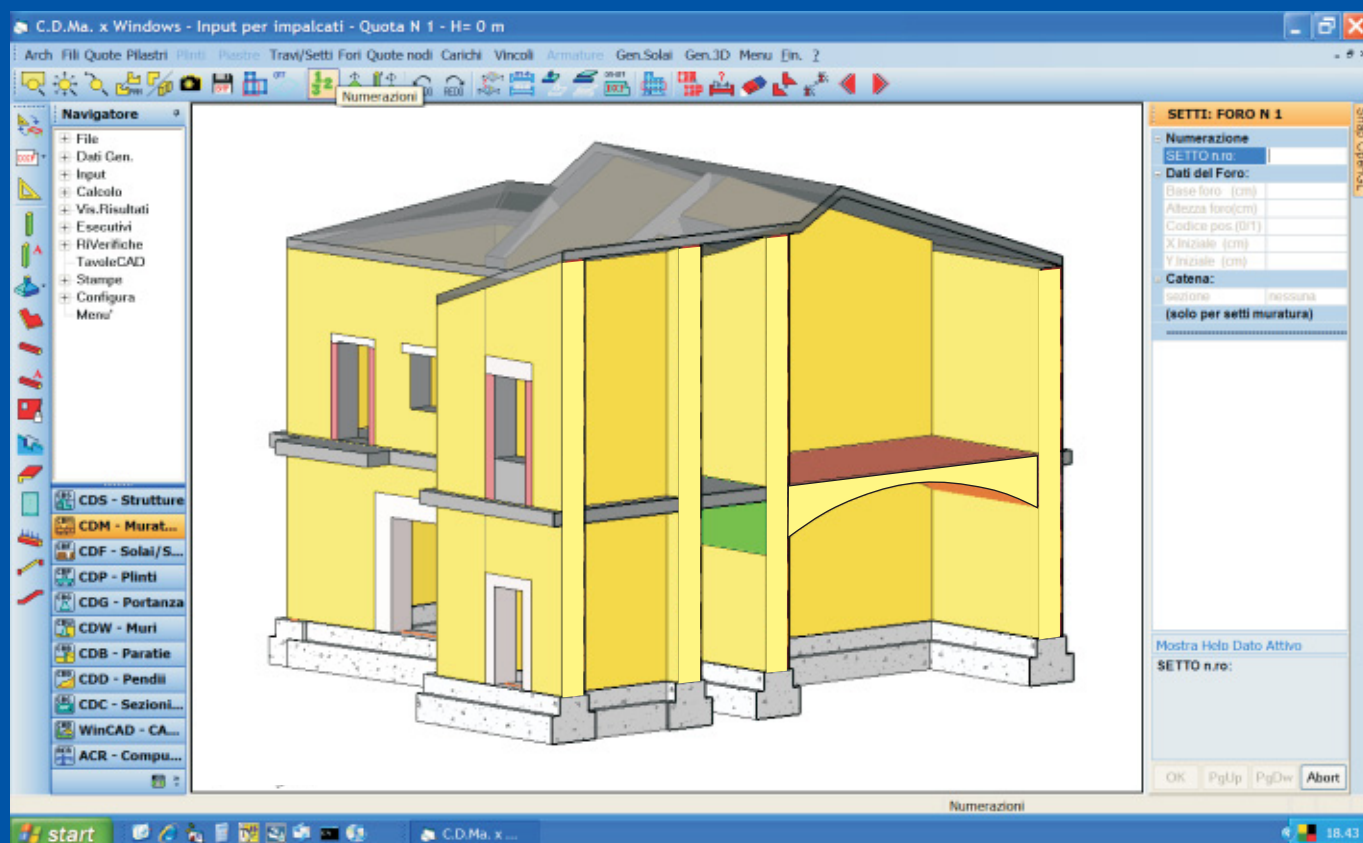 C.D.Ma. x Windows - Input per impalcati - Quota N 1 - H= 0 m
Arch Fili Quote Pilastri Plinti Piastre Travi/Setti Fori Quote nodi Carichi Vincoli Armature Gen.Solai Gen.3D Menu Fin. ?
REDO
Numerazioni
Navigatore
File
Dati Gen.
Input
Calcolo
Vis.Risultati
Esecutivi
RiVerifiche
TavoleCAD
Stampe
Configura
Menu'
CDS - Strutture
CDM - Murat...
CDF - Solai/S...
CDP - Plinti
CDG - Portanza
CDW - Muri
CDB - Paratie
CDD - Pendii
CDC - Sezioni...
WinCAD - CA...
ACR - Compu...
SETTI: FORO N 1
Numerazione
SETTO n.ro:
Dati del Foro:
Base foro (cm)
Altezza foro(cm)
Codice pos.(0/1)
X.Iniziale (cm)
Y.Iniziale (cm)
Catena:
sezione nessuna
(solo per setti muratura)
Mostra Help Dato Attivo
SETTO n.ro:
OK PgUp PgDw Abort
Numerazioni
start
C.D.Ma. x ...
18.43